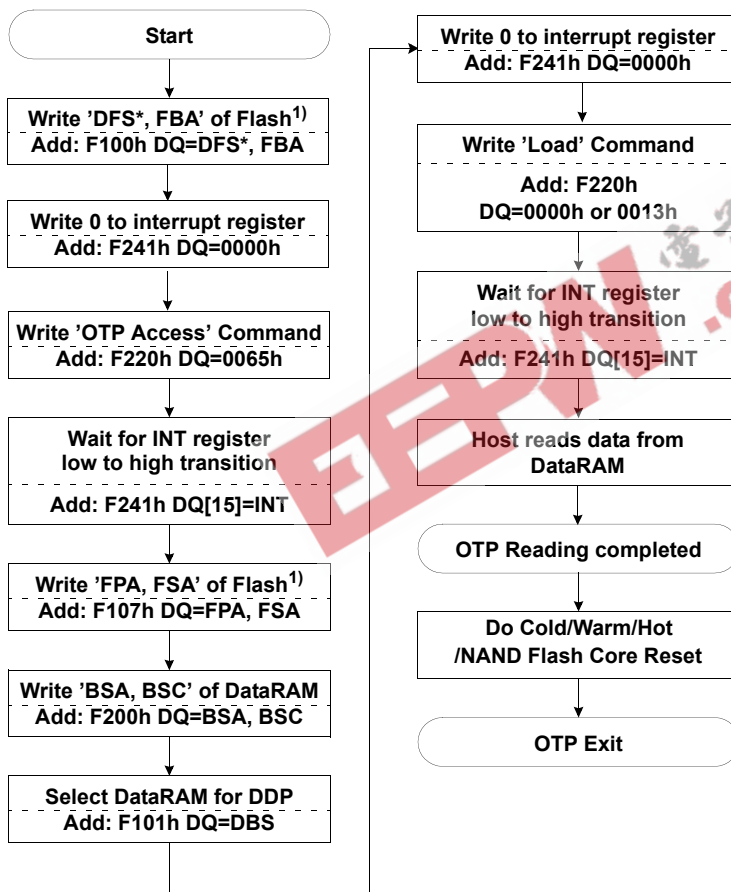 Start
Write 'DFS*, FBA' of Flash1)
Add: F100h DQ=DFS*, FBA
Write 0 to interrupt register
Add: F241h DQ=0000h
Write 'OTP Access' Command
Add: F220h DQ=0065h
Wait for INT register
low to high transition
Add: F241h DQ[15]=INT
Write 'FPA, FSA' of Flash1)
Add: F107h DQ=FPA, FSA
Write 'BSA, BSC' of DataRAM
Add: F200h DQ=BSA, BSC
Select DataRAM for DDP
Add: F101h DQ=DBS
Write 0 to interrupt register
Add: F241h DQ=0000h
Write 'Load' Command
Add: F220h
DQ=0000h or 0013h
Wait for INT register
low to high transition
Add: F241h DQ[15]=INT
Host reads data from
DataRAM
OTP Reading completed
Do Cold/Warm/Hot
/NAND Flash Core Reset
OTP Exit
EEPW